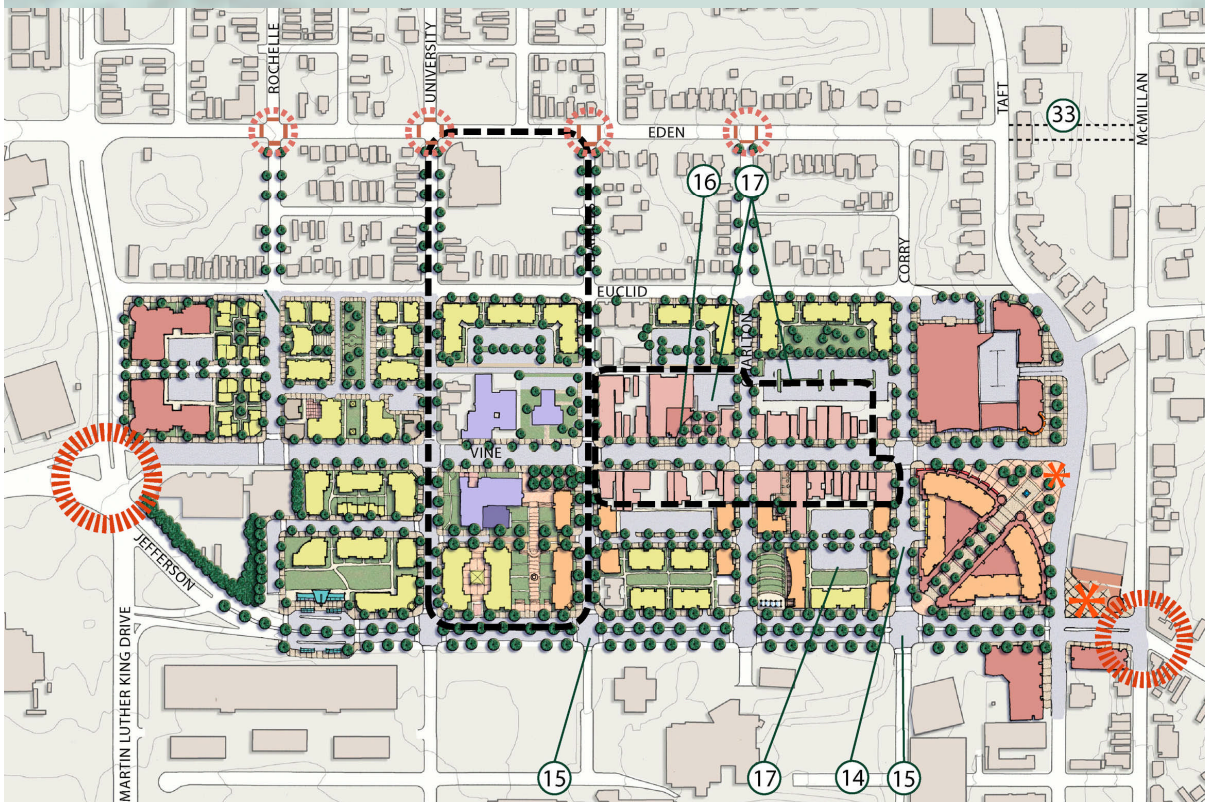 ROCHELLE
UNIVERSITY
TAFT
McMILLAN
33
EDEN
16
17
CORRY
EUCLID
VINE
JEFFERSON
MARTIN LUTHER KING DRIVE
15
17
14
15